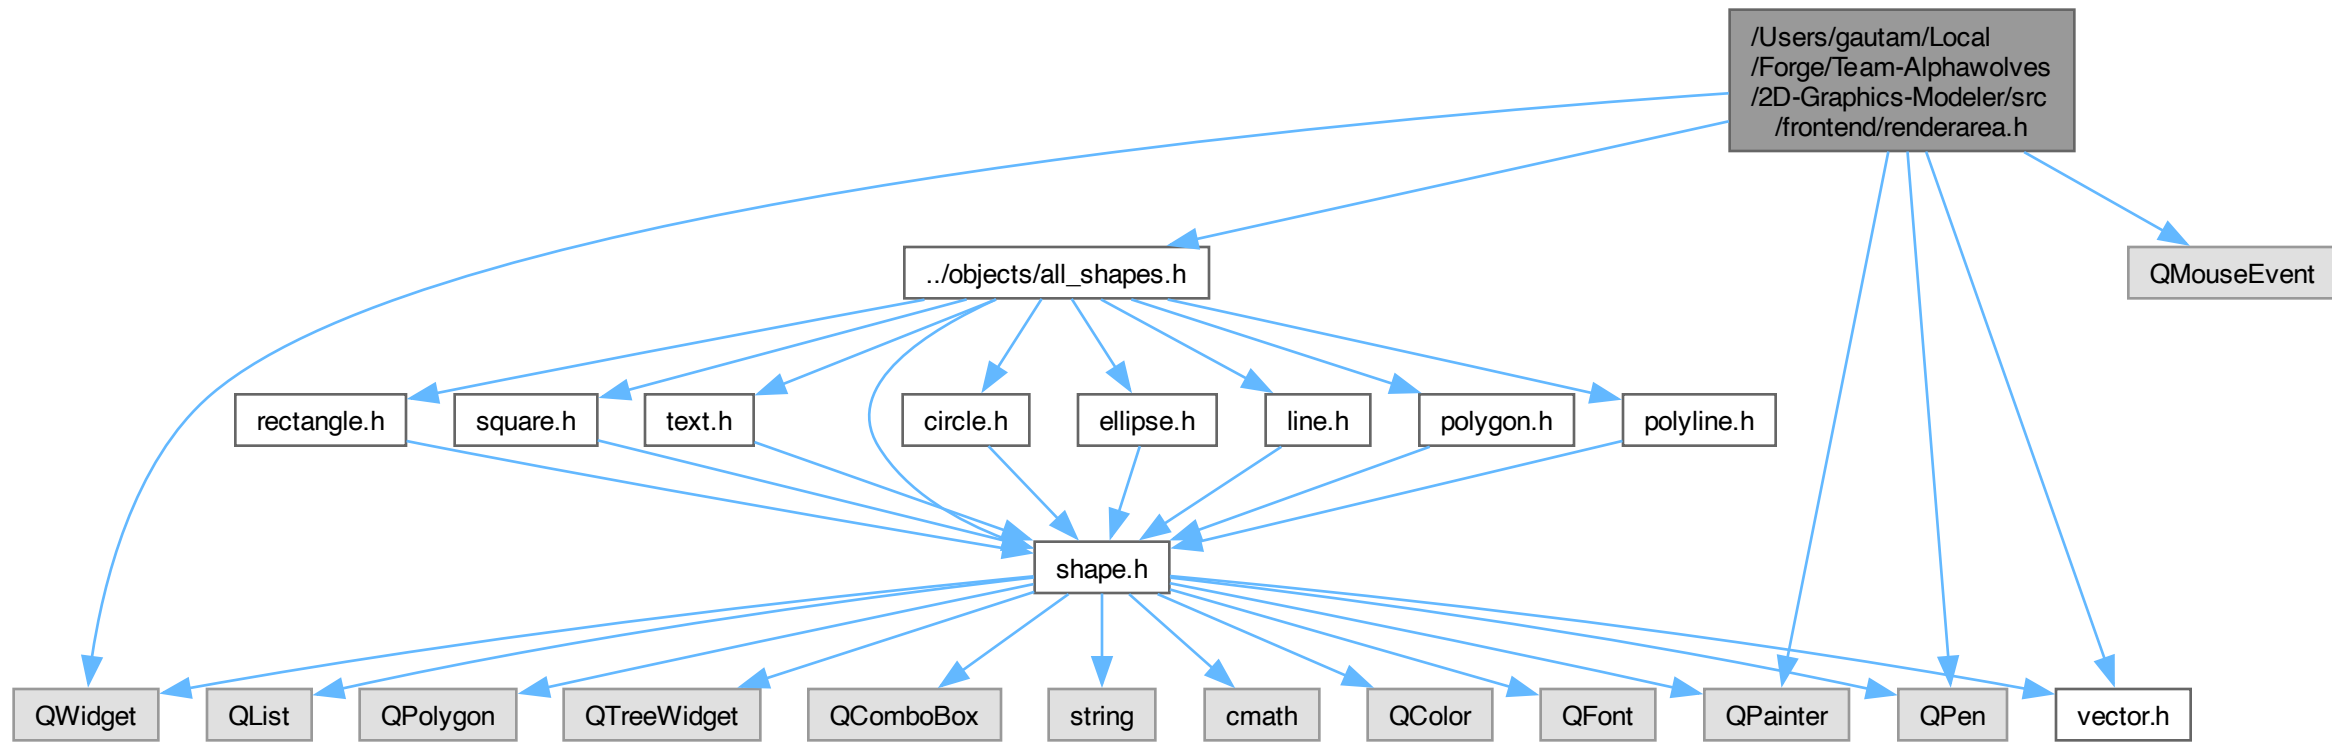 /Users/gautam/Local
/Forge/Team-Alphawolves
/2D-Graphics-Modeler/src
/frontend/renderarea.h
../objects/all_shapes.h
QMouseEvent
rectangle.h
square.h
text.h
circle.h
ellipse.h
line.h
polygon.h
polyline.h
shape.h
QWidget
QList
QPolygon
QTreeWidget
QComboBox
string
cmath
QColor
QFont
QPainter
QPen
vector.h